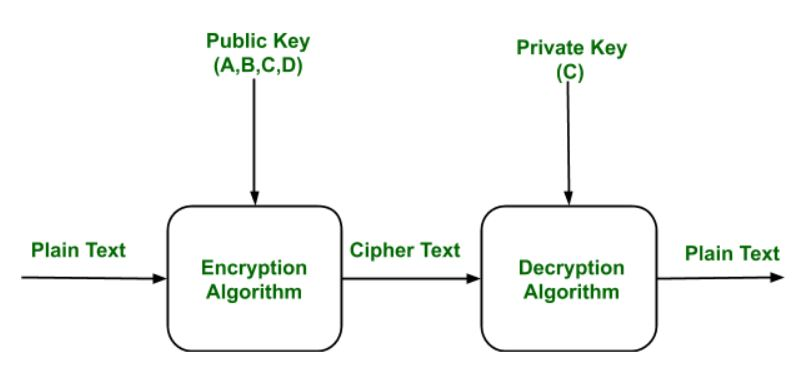 Public Key
(A,B,C,D)
Private Key
(C)
Plain Text
Encryption
Algorithm
Cipher Text
Decryption
Algorithm
Plain Text